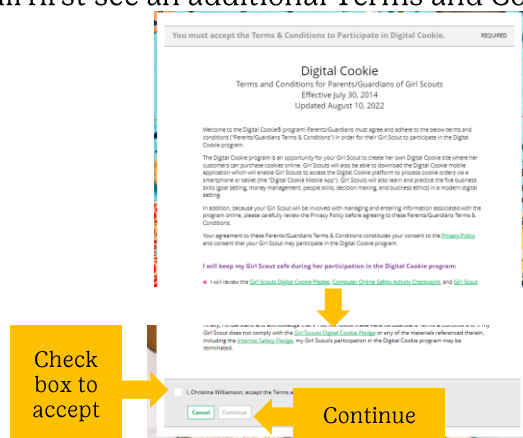 first see an additional Terms and Co
You must accept the Terms & Conditions to Participate in Digital Cookie. REQUIRED
Digital Cookie
Terms and Conditions for Parents/Guardians of Girl Scouts
Effective July 30, 2014
Updated August 10, 2022
Welcome to the Digital Cookie® program! Parents/Guardians must agree and adhere to the below terms and
conditions ("Parents/Guardians Terms & Conditions") in order for their Girl Scout to participate in the Digital
Cookie program.
The Digital Cookie program is an opportunity for your Girl Scout to create her own Digital Cookie site where her
customers can purchase cookies online. Girl Scouts will also be able to download the Digital Cookie mobile
application which will enable Girl Scouts to access the Digital Cookie platform to process cookie orders via a
smartphone or tablet (the "Digital Cookie Mobile App"). Girl Scouts will also learn and practice the five business
skills (goal setting, money management, people skills, decision making, and business ethics) in a modern digital
setting.
In addition, because your Girl Scout will be involved with managing and entering information associated with the
program online, please carefully review the Privacy Policy before agreeing to these Parents/Guardians Terms &
Conditions.
Your agreement to these Parents/Guardians Terms & Conditions constitutes your consent to the Privacy Policy
and consent that your Girl Scout may participate in the Digital Cookie program.
I will keep my Girl Scout safe during her participation in the Digital Cookie program:
I will review the Girl Scouts Digital Cookie Pledge, Computer Online Safety Activity Checkpoint, and Girl Scout
Girl Scout does not comply with the Girl Scouts Digital Cookie Pledge or any of the materials referenced therein,
including the Internet Safety Pledge, my Girl Scout's participation in the Digital Cookie program may be
terminated.
Check
box to
accept
I, Christina Williamson, accept the Terms a
Cancel Continue
Continue